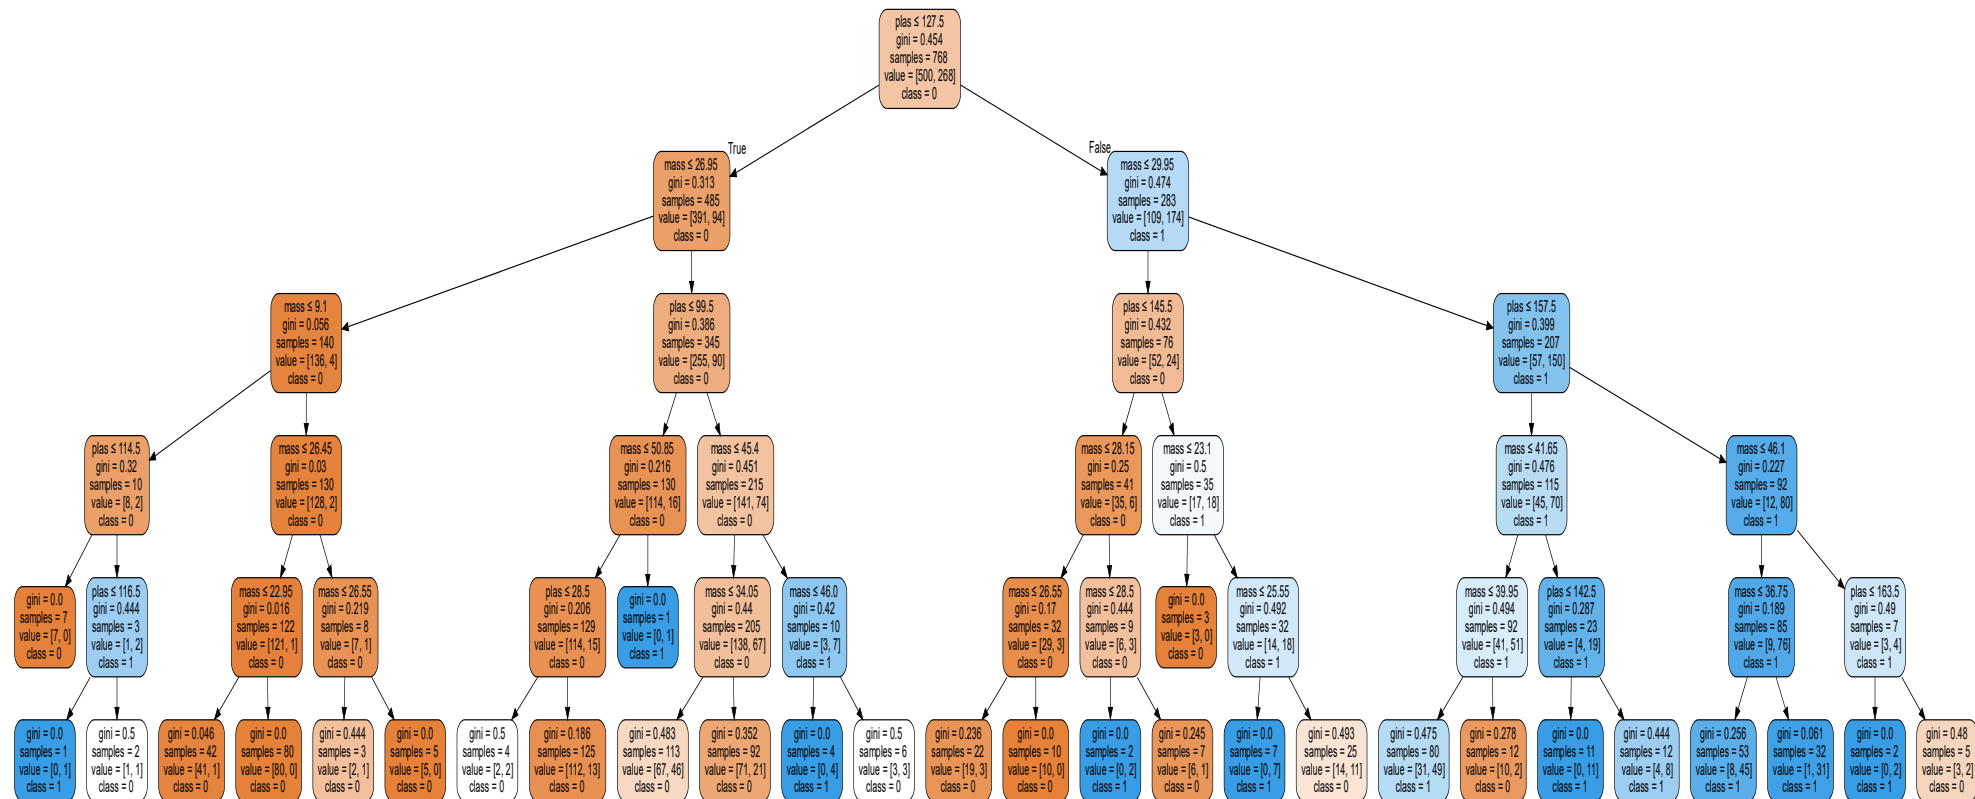 plas ≤ 127.5
gini = 0.454
samples = 768
value = [500, 268]
class = 0
True
False
mass ≤ 26.95
gini = 0.313
samples = 485
value = [391, 94]
class = 0
mass ≤ 29.95
gini = 0.474
samples = 283
value = [109, 174]
class = 1
mass ≤ 9.1
gini = 0.056
samples = 140
value = [136, 4]
class = 0
plas ≤ 99.5
gini = 0.386
samples = 345
value = [255, 90]
class = 0
plas ≤ 145.5
gini = 0.432
samples = 76
value = [52, 24]
class = 0
plas ≤ 157.5
gini = 0.399
samples = 207
value = [57, 150]
class = 1
plas ≤ 114.5
gini = 0.32
samples = 10
value = [8, 2]
class = 0
mass ≤ 26.45
gini = 0.03
samples = 130
value = [128, 2]
class = 0
mass ≤ 50.85
gini = 0.216
samples = 130
value = [114, 16]
class = 0
mass ≤ 45.4
gini = 0.451
samples = 215
value = [141, 74]
class = 0
mass ≤ 28.15
gini = 0.25
samples = 41
value = [35, 6]
class = 0
mass ≤ 23.1
gini = 0.5
samples = 35
value = [17, 18]
class = 1
mass ≤ 41.65
gini = 0.476
samples = 115
value = [45, 70]
class = 1
mass ≤ 46.1
gini = 0.227
samples = 92
value = [12, 80]
class = 1
gini = 0.0
samples = 7
value = [7, 0]
class = 0
plas ≤ 116.5
gini = 0.444
samples = 3
value = [1, 2]
class = 1
mass ≤ 22.95
gini = 0.016
samples = 122
value = [121, 1]
class = 0
mass ≤ 26.55
gini = 0.219
samples = 8
value = [7, 1]
class = 0
plas ≤ 28.5
gini = 0.206
samples = 129
value = [114, 15]
class = 0
gini = 0.0
samples = 1
value = [0, 1]
class = 1
mass ≤ 34.05
gini = 0.44
samples = 205
value = [138, 67]
class = 0
mass ≤ 46.0
gini = 0.42
samples = 10
value = [3, 7]
class = 1
mass ≤ 26.55
gini = 0.17
samples = 32
value = [29, 3]
class = 0
mass ≤ 28.5
gini = 0.444
samples = 9
value = [6, 3]
class = 0
gini = 0.0
samples = 3
value = [3, 0]
class = 0
mass ≤ 25.55
gini = 0.492
samples = 32
value = [14, 18]
class = 1
mass ≤ 39.95
gini = 0.494
samples = 92
value = [41, 51]
class = 1
plas ≤ 142.5
gini = 0.287
samples = 23
value = [4, 19]
class = 1
mass ≤ 36.75
gini = 0.189
samples = 85
value = [9, 76]
class = 1
plas ≤ 163.5
gini = 0.49
samples = 7
value = [3, 4]
class = 1
gini = 0.0
samples = 1
value = [0, 1]
class = 1
gini = 0.5
samples = 2
value = [1, 1]
class = 0
gini = 0.046
samples = 42
value = [41, 1]
class = 0
gini = 0.0
samples = 80
value = [80, 0]
class = 0
gini = 0.444
samples = 3
value = [2, 1]
class = 0
gini = 0.0
samples = 5
value = [5, 0]
class = 0
gini = 0.5
samples = 4
value = [2, 2]
class = 0
gini = 0.186
samples = 125
value = [112, 13]
class = 0
gini = 0.483
samples = 113
value = [67, 46]
class = 0
gini = 0.352
samples = 92
value = [71, 21]
class = 0
gini = 0.0
samples = 4
value = [0, 4]
class = 1
gini = 0.5
samples = 6
value = [3, 3]
class = 0
gini = 0.236
samples = 22
value = [19, 3]
class = 0
gini = 0.0
samples = 10
value = [10, 0]
class = 0
gini = 0.0
samples = 2
value = [0, 2]
class = 1
gini = 0.245
samples = 7
value = [6, 1]
class = 0
gini = 0.0
samples = 7
value = [0, 7]
class = 1
gini = 0.493
samples = 25
value = [14, 11]
class = 0
gini = 0.475
samples = 80
value = [31, 49]
class = 1
gini = 0.278
samples = 12
value = [10, 2]
class = 0
gini = 0.0
samples = 11
value = [0, 11]
class = 1
gini = 0.444
samples = 12
value = [4, 8]
class = 1
gini = 0.256
samples = 53
value = [8, 45]
class = 1
gini = 0.061
samples = 32
value = [1, 31]
class = 1
gini = 0.0
samples = 2
value = [0, 2]
class = 1
gini = 0.48
samples = 5
value = [3, 2]
class = 0